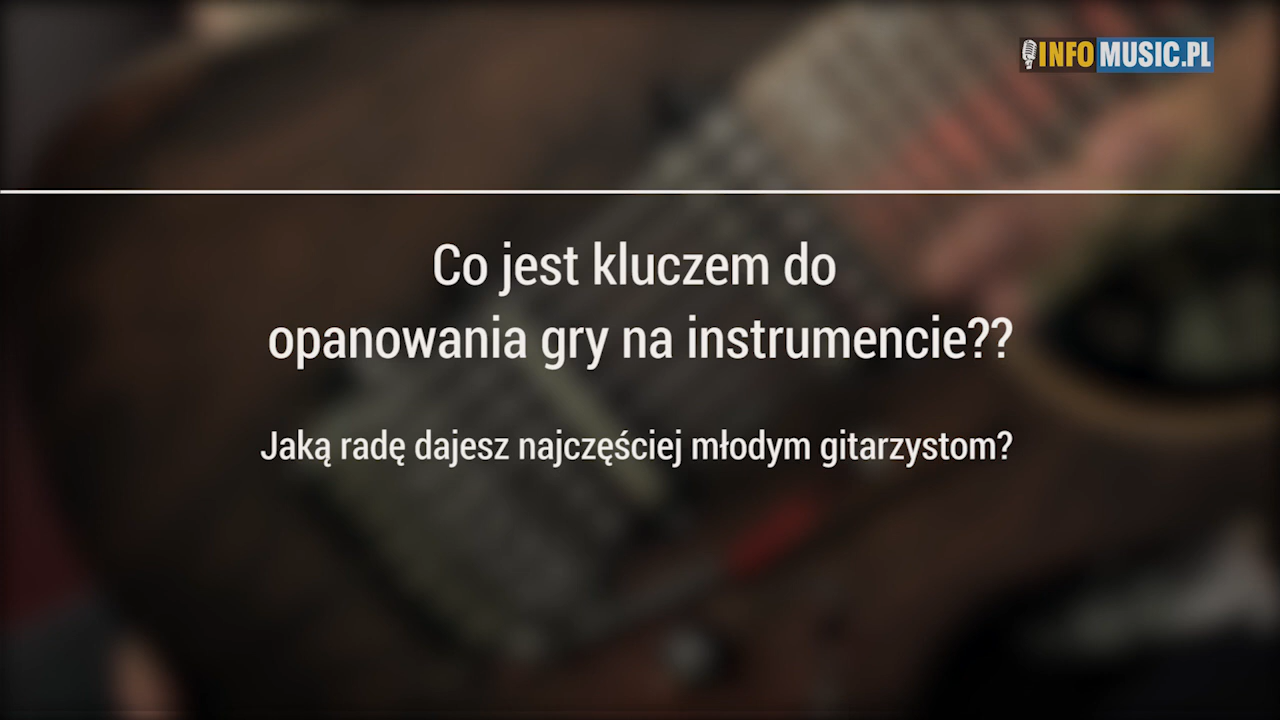 INFOMUSIC.PL
Co jest kluczem do
opanowania gry na instrumencie??
Jaką radę dajesz najczęściej młodym gitarzystom?